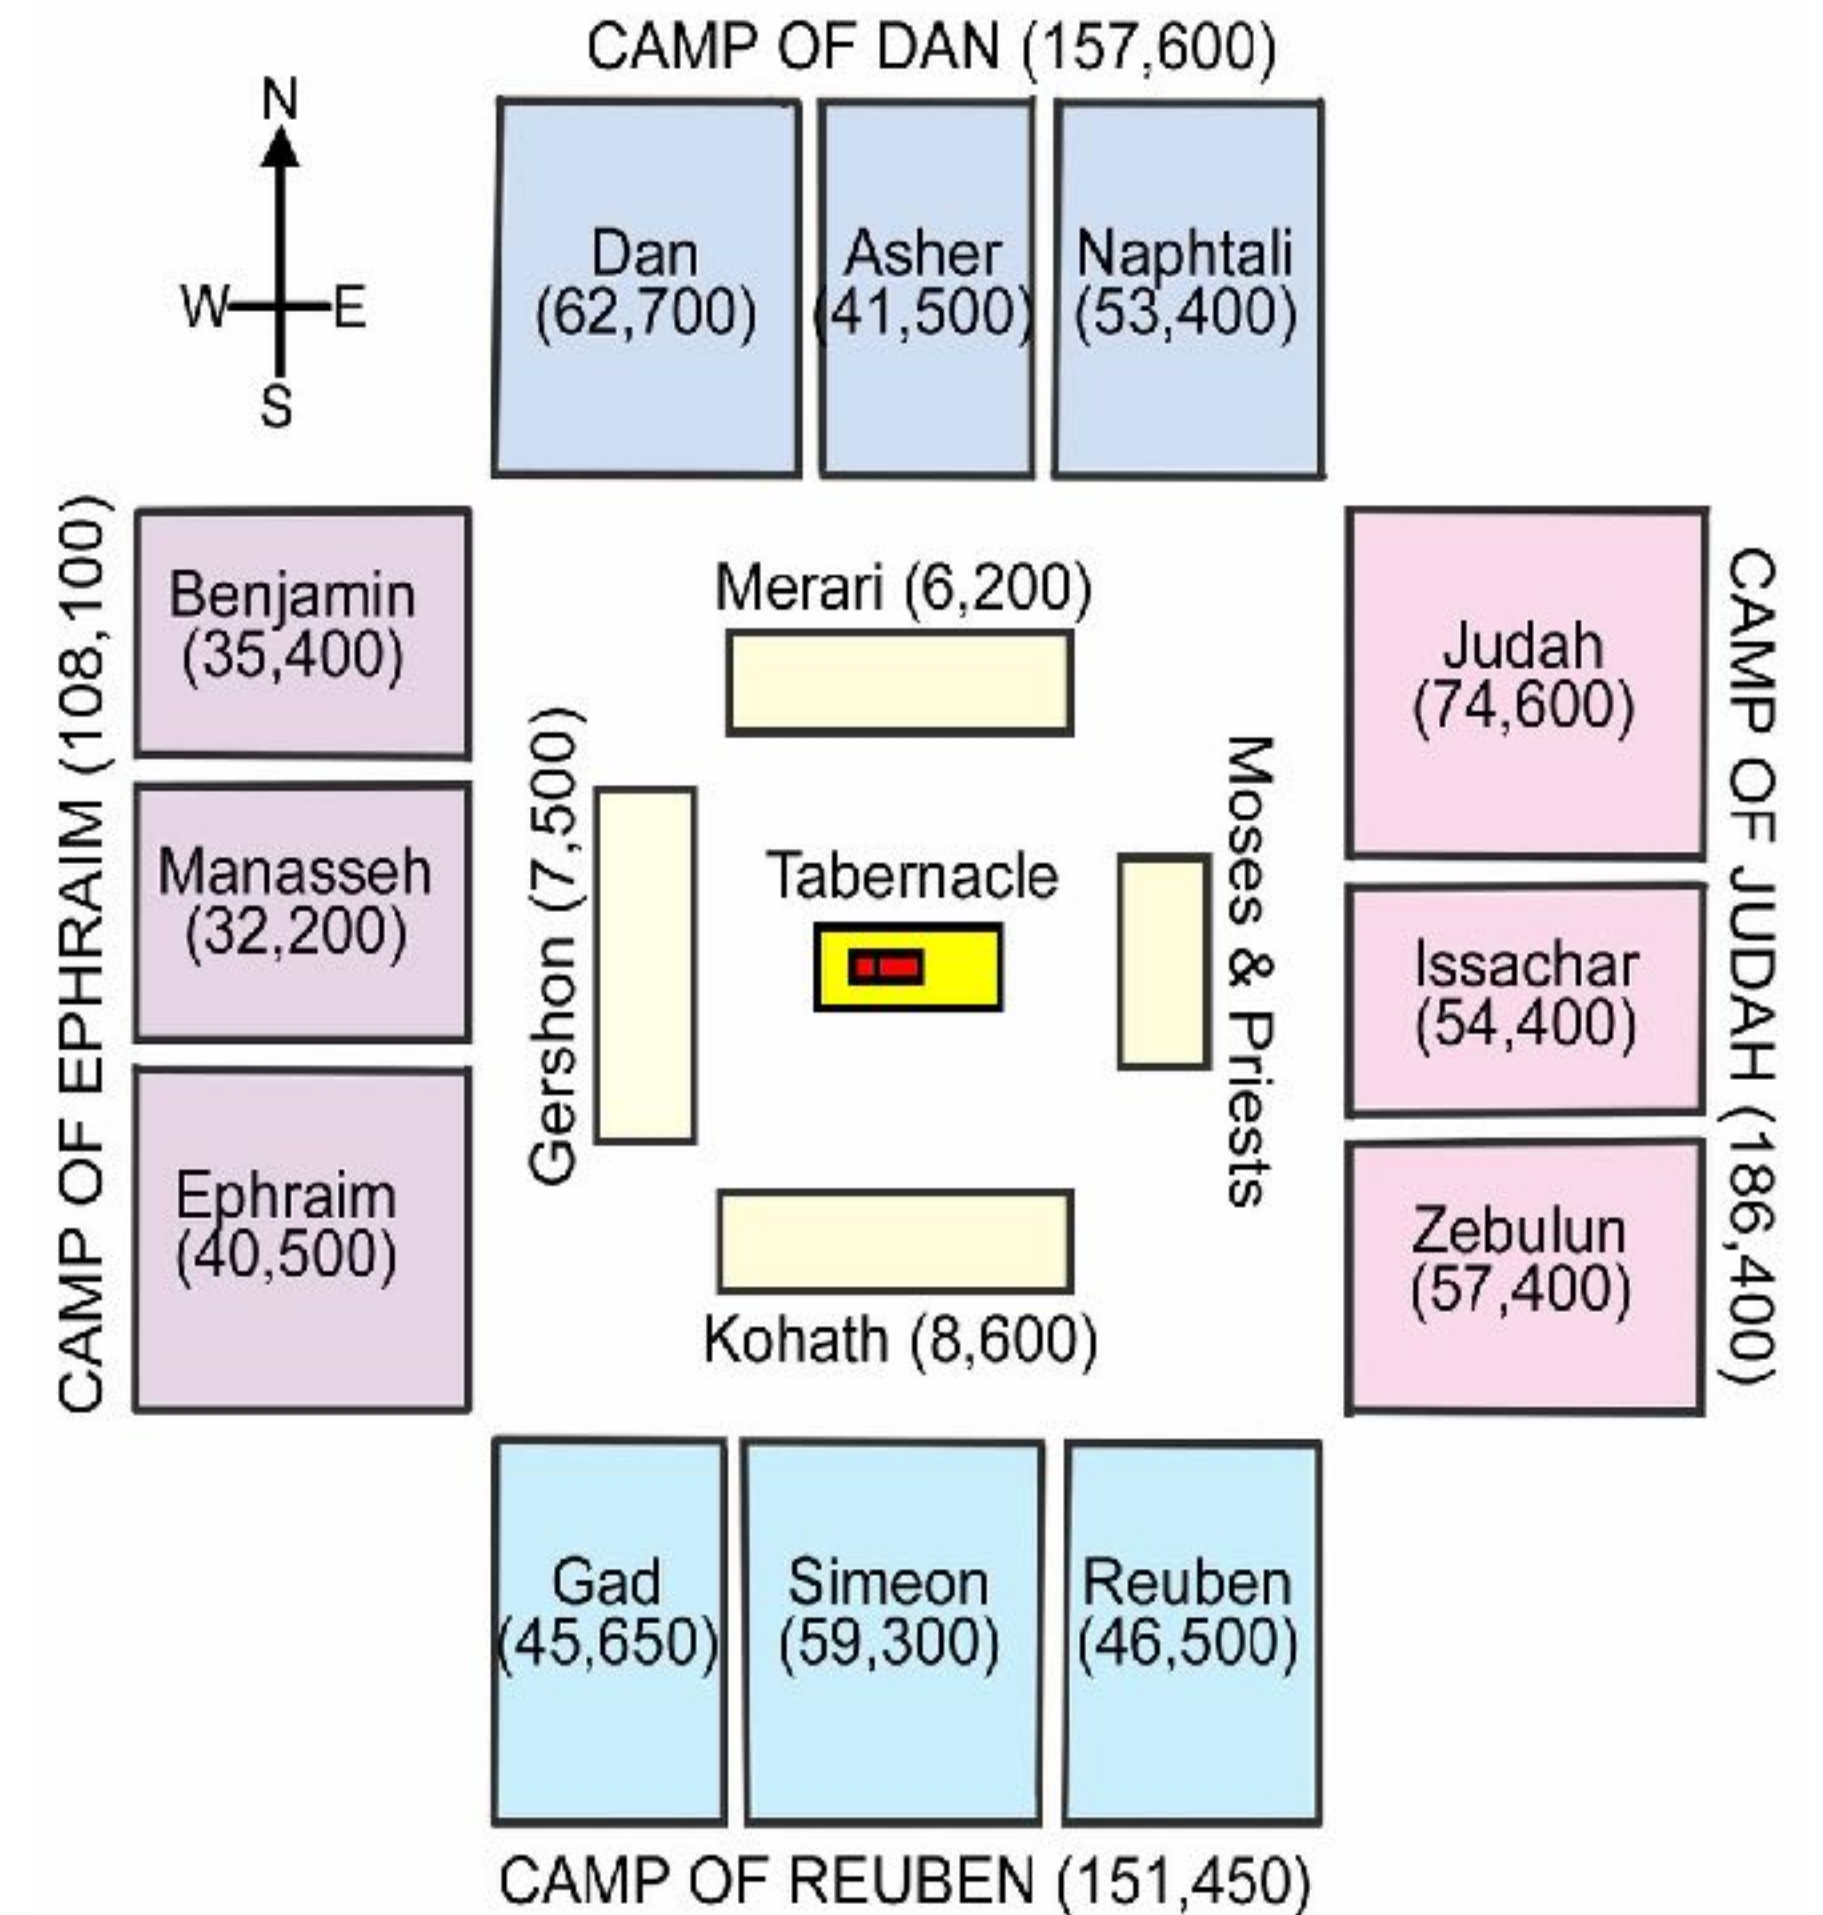 CAMP OF DAN (157,600)
N
W
E
S
Dan
(62,700)
Asher
(41,500)
Naphtali
(53,400)
CAMP OF EPHRAIM (108,100)
Benjamin
(35,400)
Manasseh
(32,200)
Ephraim
(40,500)
Merari (6,200)
Gershon (7,500)
Tabernacle
Moses & Priests
Kohath (8,600)
Judah
(74,600)
Issachar
(54,400)
Zebulun
(57,400)
CAMP OF JUDAH (186,400)
Gad
(45,650)
Simeon
(59,300)
Reuben
(46,500)
CAMP OF REUBEN (151,450)